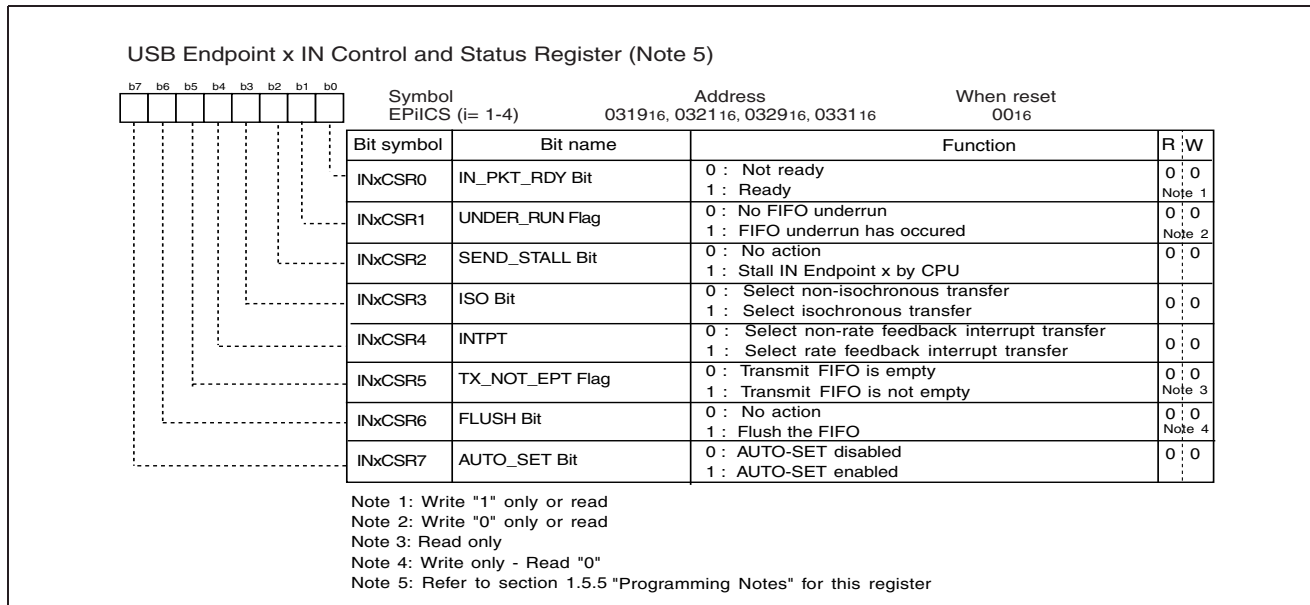 USB Endpoint x IN Control and Status Register (Note 5)
b7 b6 b5 b4 b3 b2 b1 b0
Symbol Address When reset
EPiICS (i= 1-4) 031916, 032116, 032916, 033116 0016
Bit symbol Bit name Function R W
INxCSR0 IN_PKT_RDY Bit 0 : Not ready 0 0
1 : Ready Note 1
INxCSR1 UNDER_RUN Flag 0 : No FIFO underrun 0 0
1 : FIFO underrun has occured Note 2
INxCSR2 SEND_STALL Bit 0 : No action 0 0
1 : Stall IN Endpoint x by CPU
INxCSR3 ISO Bit 0 : Select non-isochronous transfer 0 0
1 : Select isochronous transfer
INxCSR4 INTPT 0 : Select non-rate feedback interrupt transfer 0 0
1 : Select rate feedback interrupt transfer
INxCSR5 TX_NOT_EPT Flag 0 : Transmit FIFO is empty 0 0
1 : Transmit FIFO is not empty Note 3
INxCSR6 FLUSH Bit 0 : No action 0 0
1 : Flush the FIFO Note 4
INxCSR7 AUTO_SET Bit 0 : AUTO-SET disabled 0 0
1 : AUTO-SET enabled
Note 1: Write "1" only or read
Note 2: Write "0" only or read
Note 3: Read only
Note 4: Write only - Read "0"
Note 5: Refer to section 1.5.5 "Programming Notes" for this register